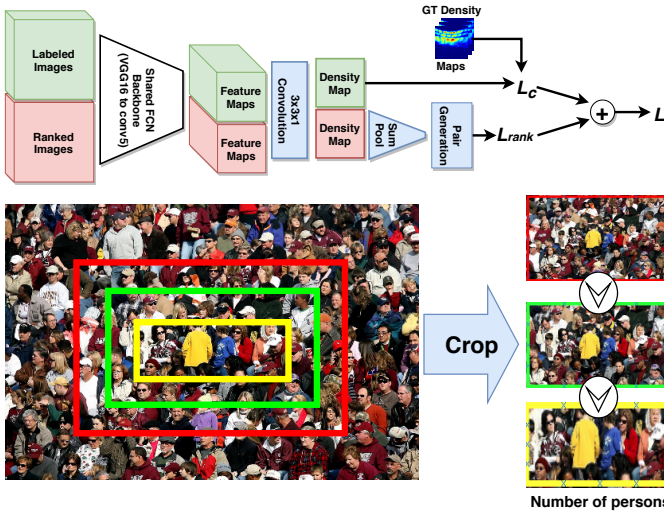 GT Density
Maps
Labeled
Images
Ranked
Images
Shared FCN
Backbone
(VGG16 to conv5)
Feature
Maps
Feature
Maps
3x3x1
Convolution
Density
Map
Density
Map
Sum
Pool
Pair
Generation
Lc
Lrank
+
L
Crop
Number of persons